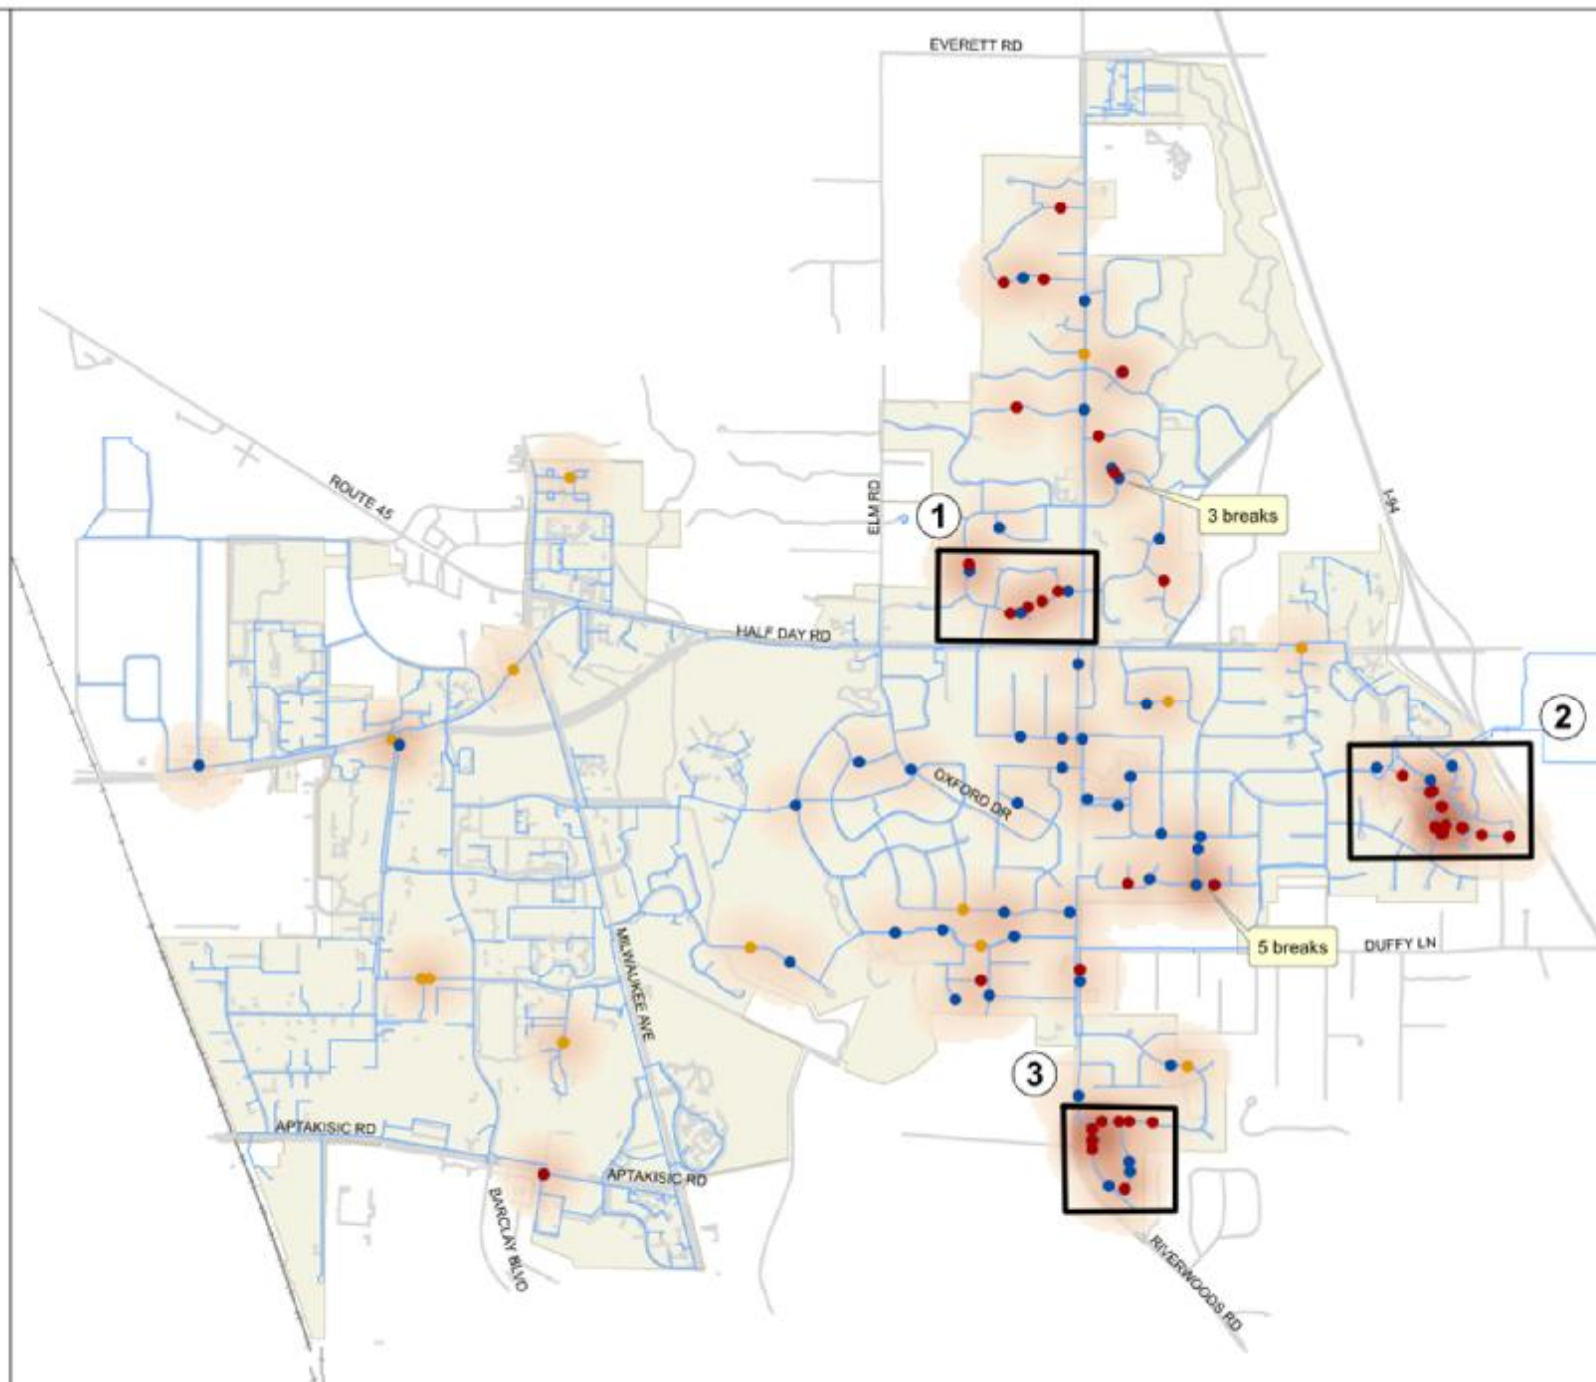 EVERETT RD
ROUTE 45
ELM RD
I-94
1
3 breaks
HALF DAY RD
2
OXFORD DR
MILWAUKEE AVE
5 breaks
DUFFY LN
3
APTAKISIC RD
APTAKISIC RD
BARCLAY BLVD
RIVERWOODS RD